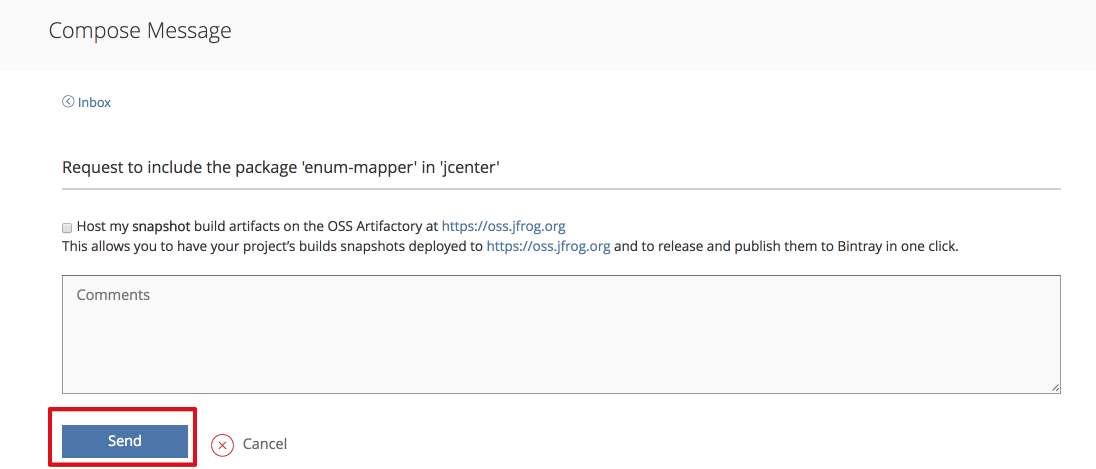 Compose Message
Inbox
Request to include the package 'enum-mapper' in 'jcenter'
Host my snapshot build artifacts on the OSS Artifactory at https://oss.jfrog.org
This allows you to have your project's builds snapshots deployed to https://oss.jfrog.org and to release and publish them to Bintray in one click.
Comments
Send
Cancel